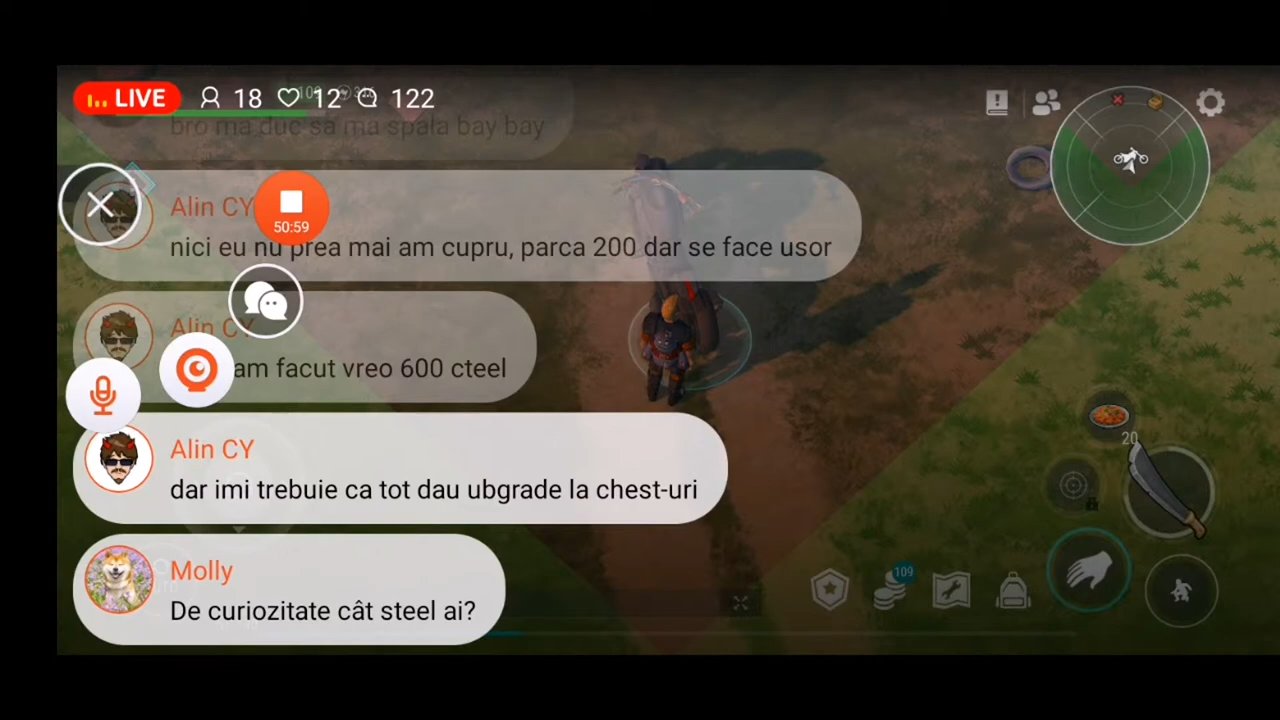 LIVE 18 12 122
bro ma duc sa ma spala bay bay
Alin CY
50:59
nici eu nu prea mai am cupru, parca 200 dar se face usor
Alin CY
am facut vreo 600 cteel
Alin CY
dar imi trebuie ca tot dau ubgrade la chest-uri
Molly
De curiozitate cât steel ai?
20
109